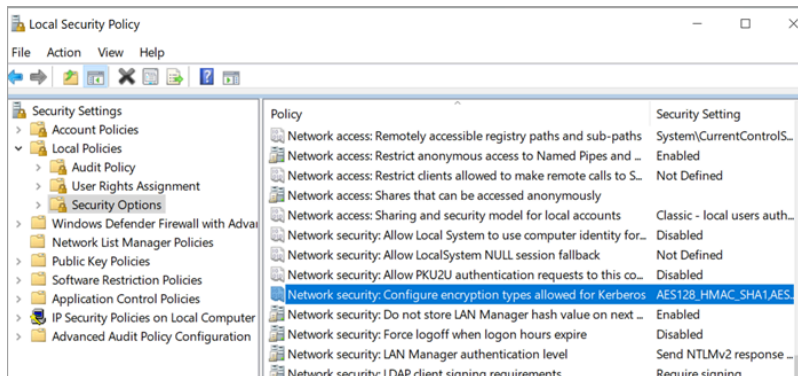 Local Security Policy
File Action View Help
Security Settings
Account Policies
Local Policies
Audit Policy
User Rights Assignment
Security Options
Windows Defender Firewall with Advan
Network List Manager Policies
Public Key Policies
Software Restriction Policies
Application Control Policies
IP Security Policies on Local Computer
Advanced Audit Policy Configuration
Policy Security Setting
Network access: Remotely accessible registry paths and sub-paths System\CurrentControlS...
Network access: Restrict anonymous access to Named Pipes and ... Enabled
Network access: Restrict clients allowed to make remote calls to S... Not Defined
Network access: Shares that can be accessed anonymously
Network access: Sharing and security model for local accounts Classic - local users auth...
Network security: Allow Local System to use computer identity for... Disabled
Network security: Allow LocalSystem NULL session fallback Not Defined
Network security: Allow PKU2U authentication requests to this co... Disabled
Network security: Configure encryption types allowed for Kerberos AES128_HMAC_SHA1,AES...
Network security: Do not store LAN Manager hash value on next ... Enabled
Network security: Force logoff when logon hours expire Disabled
Network security: LAN Manager authentication level Send NTLMv2 response ...
Network security: LDAP client signing requirements Require signing